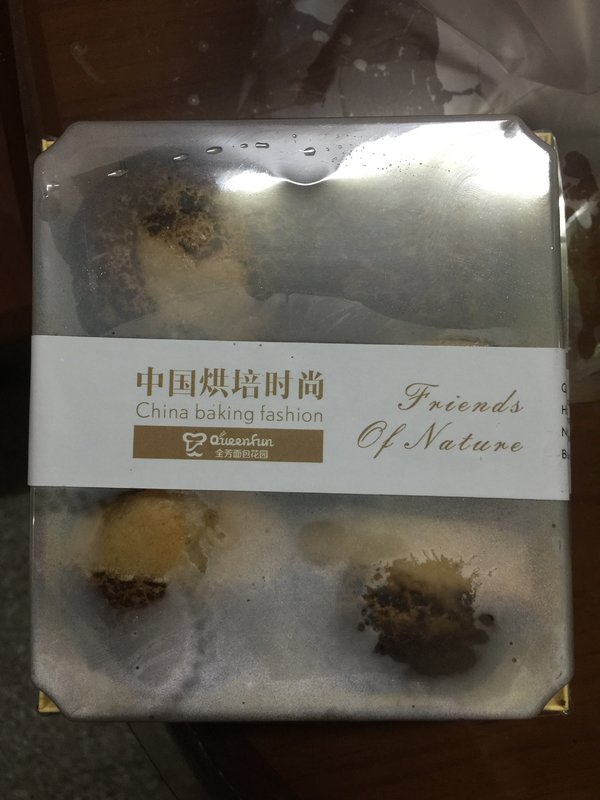 中国烘培时尚
China baking fashion
Queenfun
全芳面包花园
Friends
Of Nature